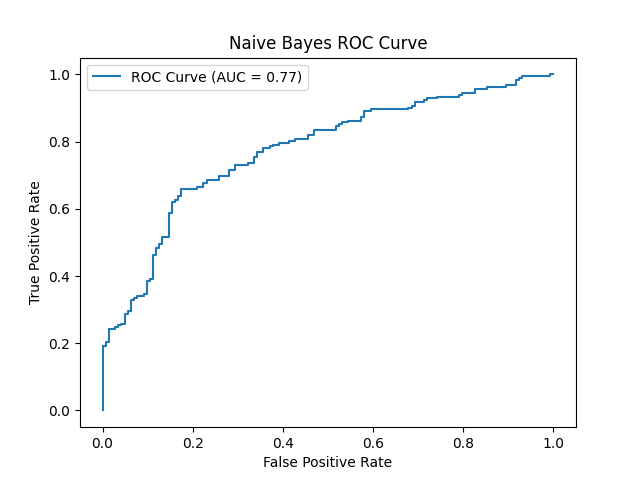 Naive Bayes ROC Curve
ROC Curve (AUC = 0.77)
1.0
0.8
0.6
0.4
0.2
0.0
True Positive Rate
0.0 0.2 0.4 0.6 0.8 1.0
False Positive Rate